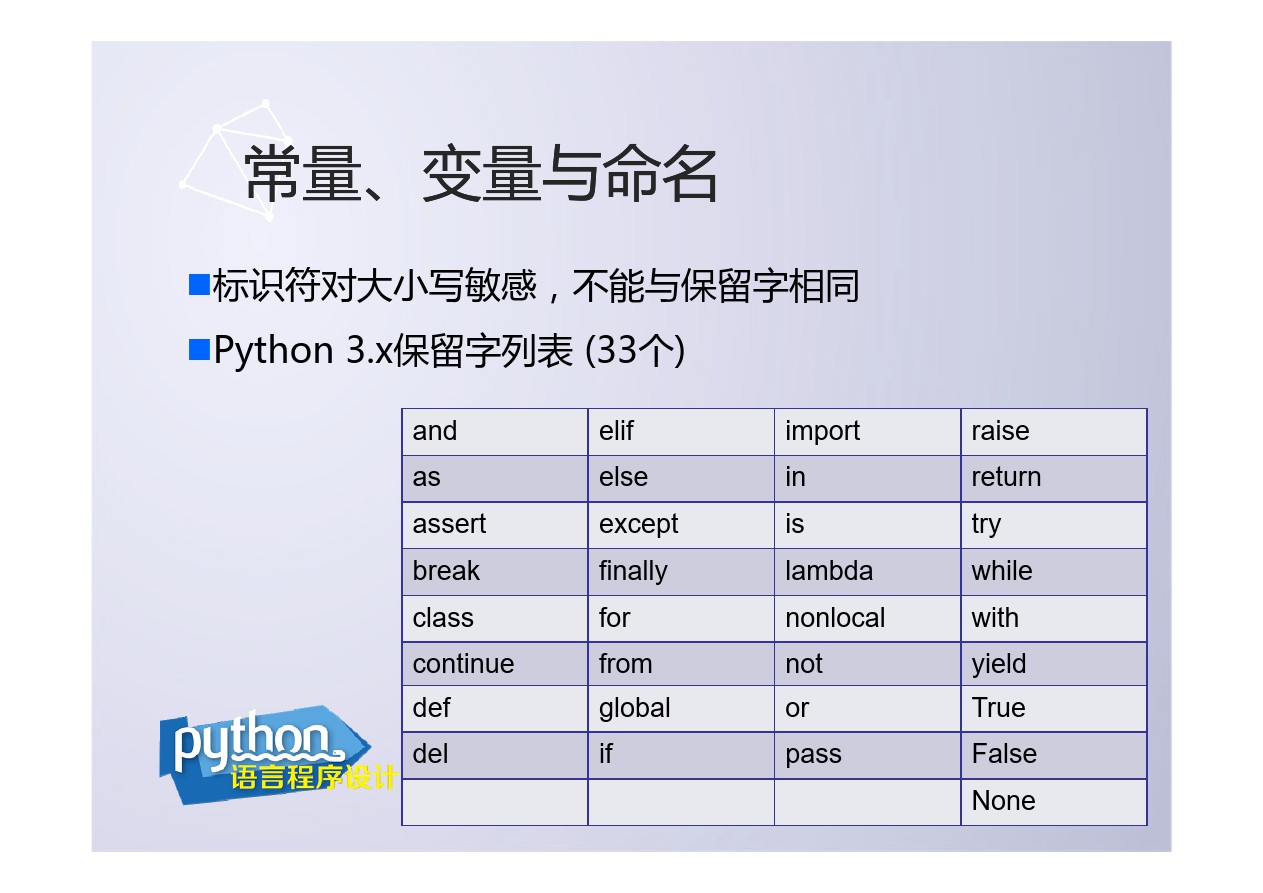 常量、变量与命名
标识符对大小写敏感，不能与保留字相同
Python 3.x保留字列表 (33个)
and elif import raise
as else in return
assert except is try
break finally lambda while
class for nonlocal with
continue from not yield
def global or True
del if pass False
None
python
语言程序设计